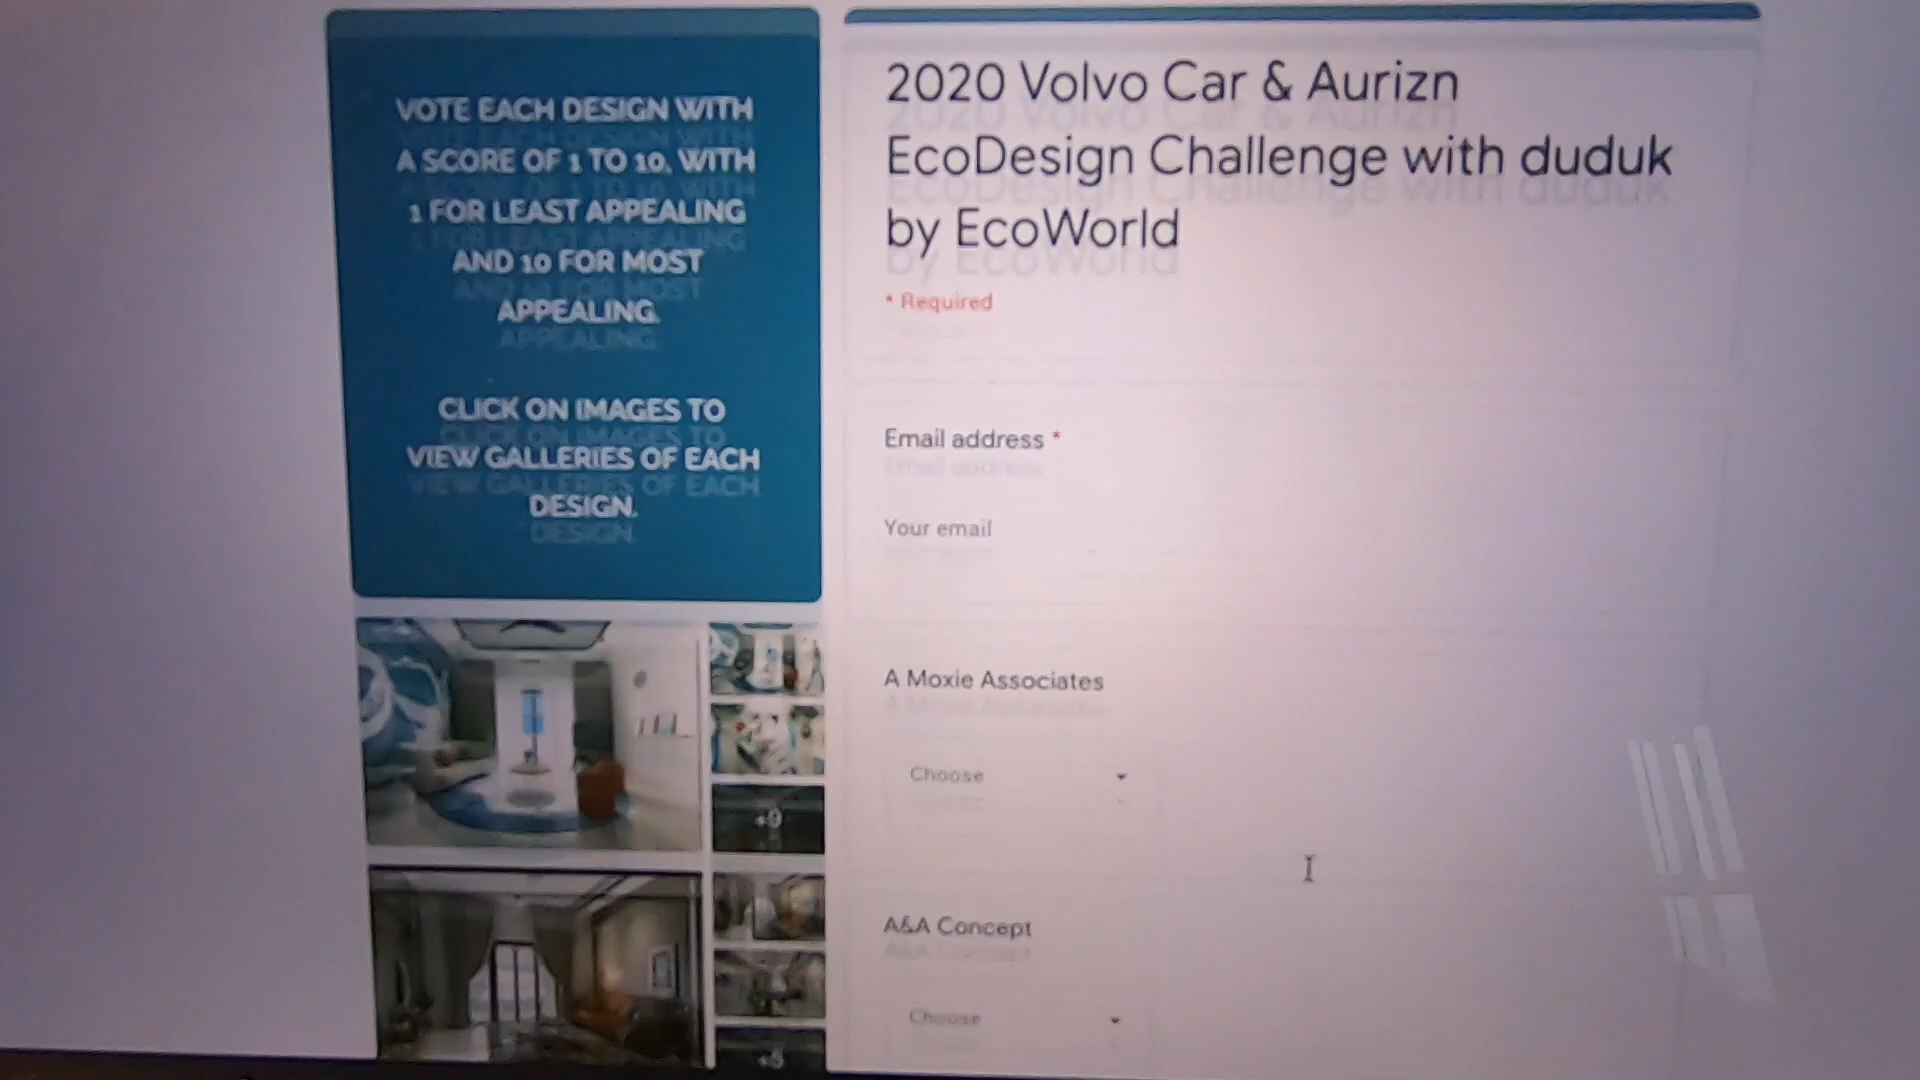 VOTE EACH DESIGN WITH
A SCORE OF 1 TO 10, WITH
1 FOR LEAST APPEALING
AND 10 FOR MOST
APPEALING.
CLICK ON IMAGES TO
VIEW GALLERIES OF EACH
DESIGN.
2020 Volvo Car & Aurizn
EcoDesign Challenge with duduk
by EcoWorld
* Required
Email address *
Your email
A Moxie Associates
Choose
A&A Concept
Choose
+9